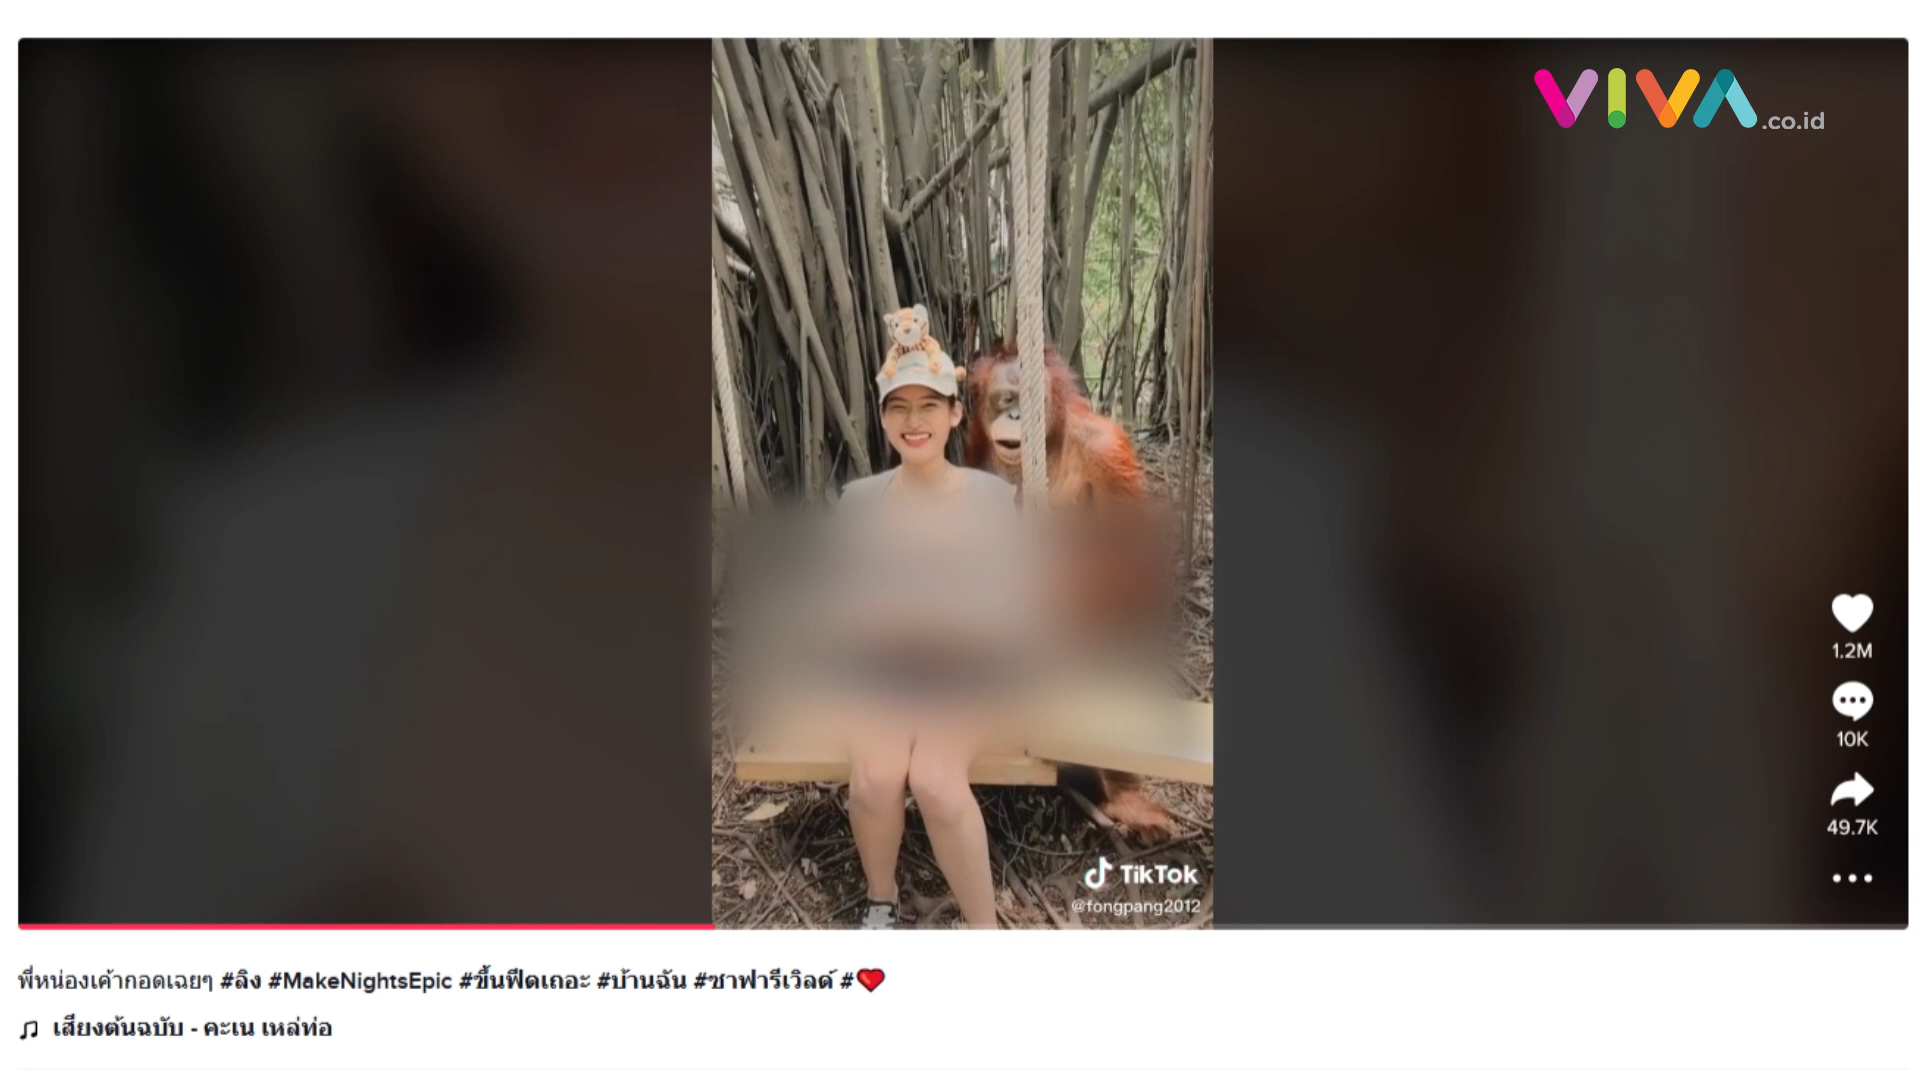 VIVA.co.id
1.2M
10K
49.7K
TikTok
@fongpang2012
พี่หน่องเค้ากอดเฉยๆ #ลิง #MakeNightsEpic #ขึ้นฟีดเถอะ #บ้านฉัน #ซาฟารีเวิลด์ #❤️
เสียงต้นฉบับ - คะเน เหล่ท่อ